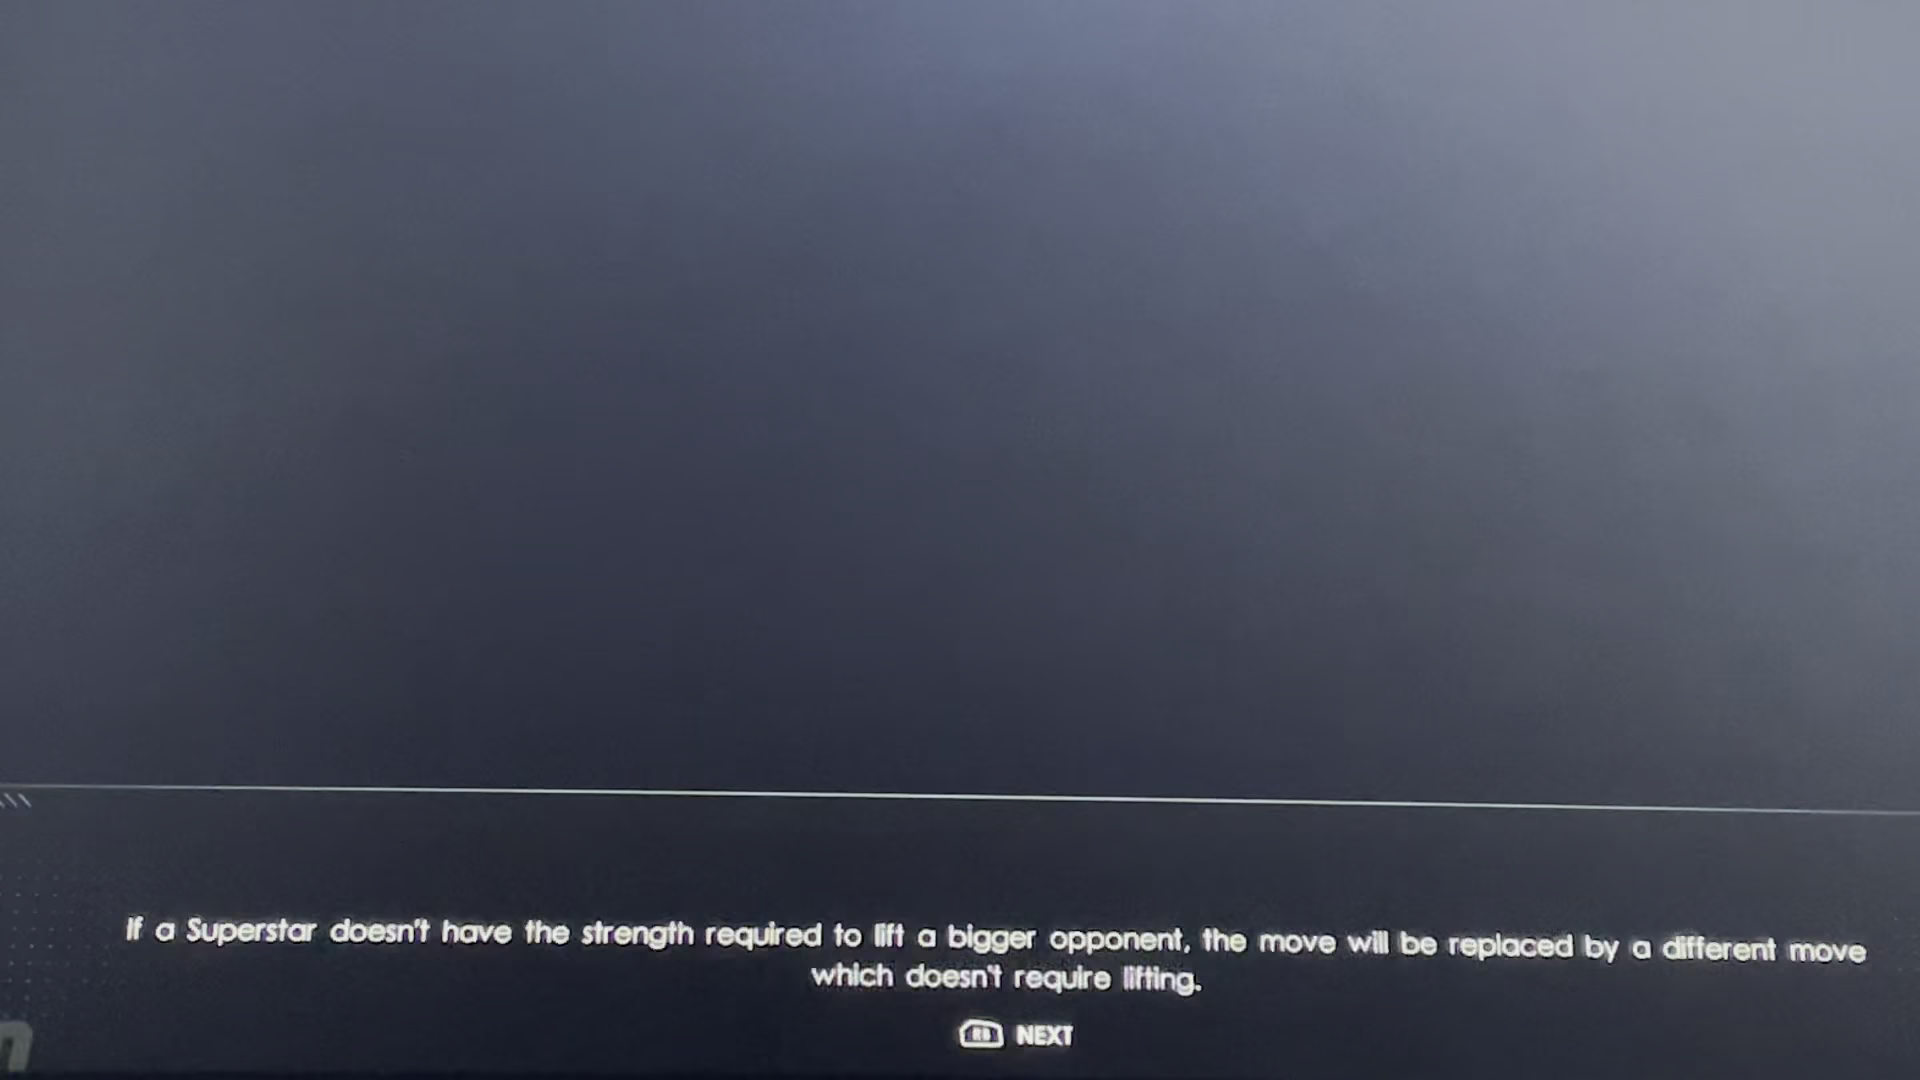 If a Superstar doesn't have the strength required to lift a bigger opponent, the move will be replaced by a different move
which doesn't require lifting.
RB NEXT